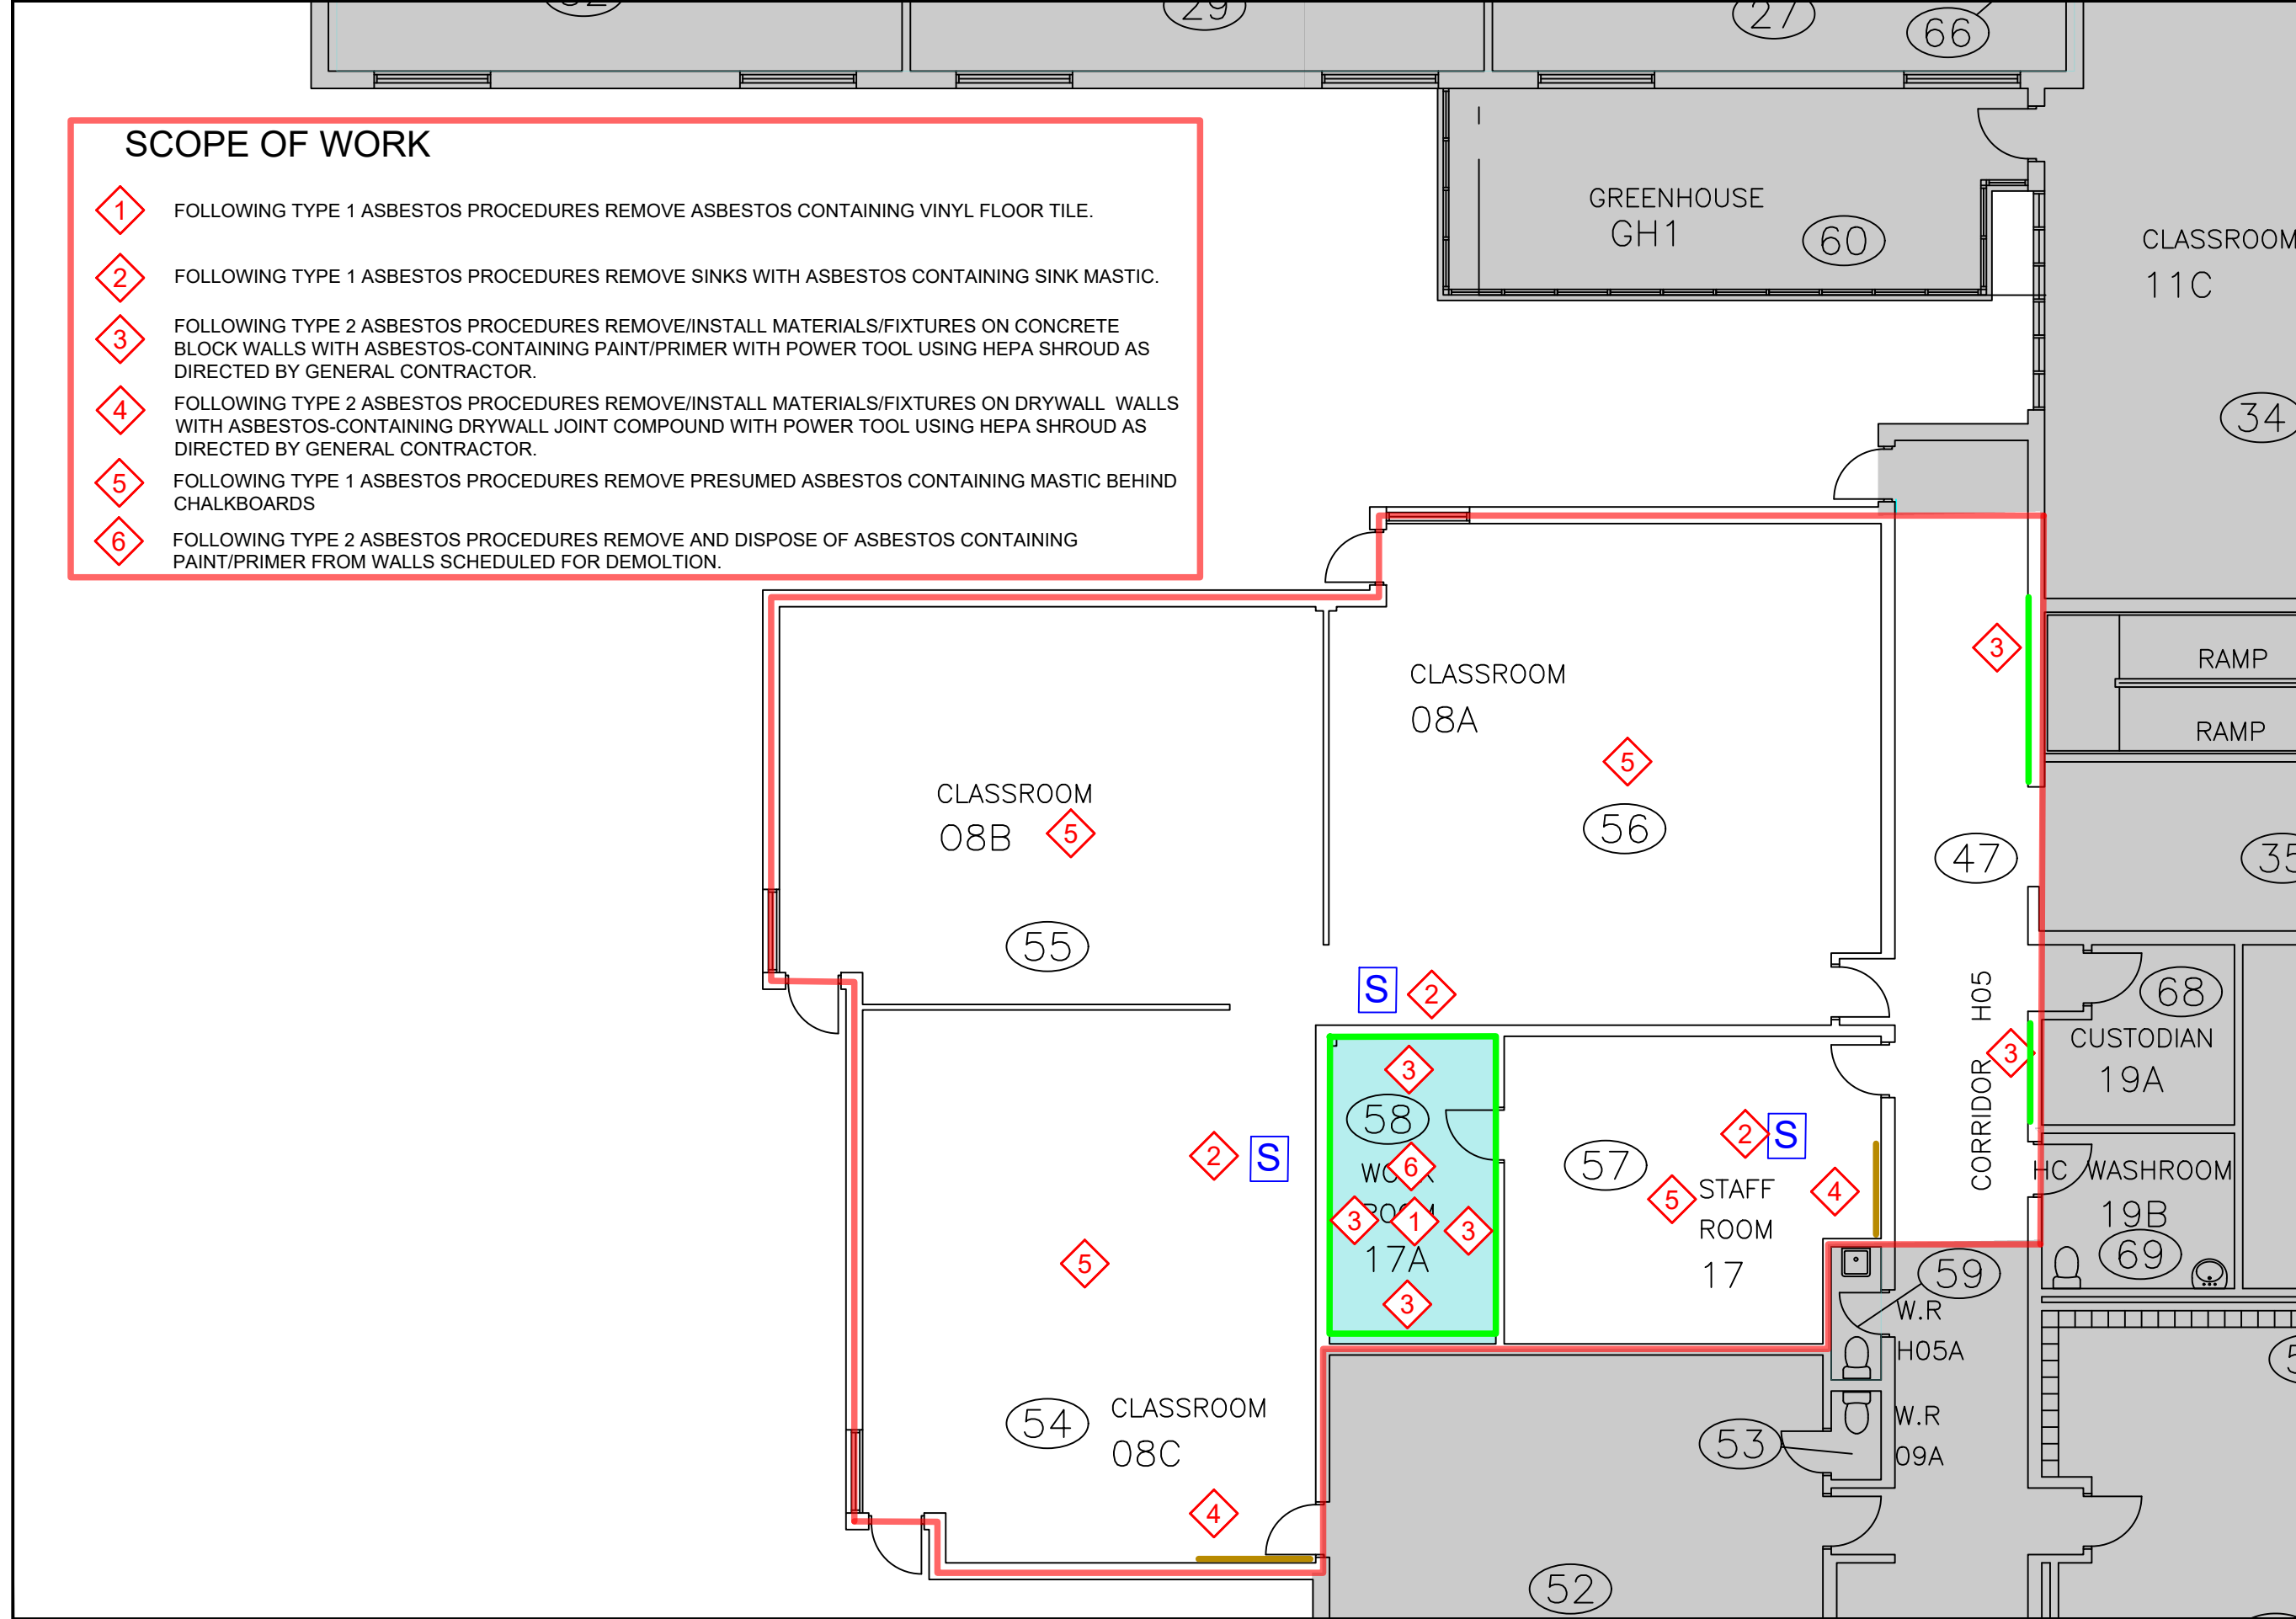 29
27
66
SCOPE OF WORK
1 FOLLOWING TYPE 1 ASBESTOS PROCEDURES REMOVE ASBESTOS CONTAINING VINYL FLOOR TILE.
2 FOLLOWING TYPE 1 ASBESTOS PROCEDURES REMOVE SINKS WITH ASBESTOS CONTAINING SINK MASTIC.
3 FOLLOWING TYPE 2 ASBESTOS PROCEDURES REMOVE/INSTALL MATERIALS/FIXTURES ON CONCRETE
BLOCK WALLS WITH ASBESTOS-CONTAINING PAINT/PRIMER WITH POWER TOOL USING HEPA SHROUD AS
DIRECTED BY GENERAL CONTRACTOR.
4 FOLLOWING TYPE 2 ASBESTOS PROCEDURES REMOVE/INSTALL MATERIALS/FIXTURES ON DRYWALL WALLS
WITH ASBESTOS-CONTAINING DRYWALL JOINT COMPOUND WITH POWER TOOL USING HEPA SHROUD AS
DIRECTED BY GENERAL CONTRACTOR.
5 FOLLOWING TYPE 1 ASBESTOS PROCEDURES REMOVE PRESUMED ASBESTOS CONTAINING MASTIC BEHIND
CHALKBOARDS
6 FOLLOWING TYPE 2 ASBESTOS PROCEDURES REMOVE AND DISPOSE OF ASBESTOS CONTAINING
PAINT/PRIMER FROM WALLS SCHEDULED FOR DEMOLTION.
GREENHOUSE
GH1
60
CLASSROOM
11C
34
3
RAMP
RAMP
CLASSROOM
08A
5
56
CLASSROOM
08B
5
55
47
35
S
2
CORRIDOR H05
68
CUSTODIAN
19A
3
HC WASHROOM
19B
69
3
58
6
WORK
ROOM
3
1
3
17A
3
2
S
57
5
STAFF
ROOM
17
4
2
S
5
59
W.R
H05A
W.R
09A
53
54
CLASSROOM
08C
4
52